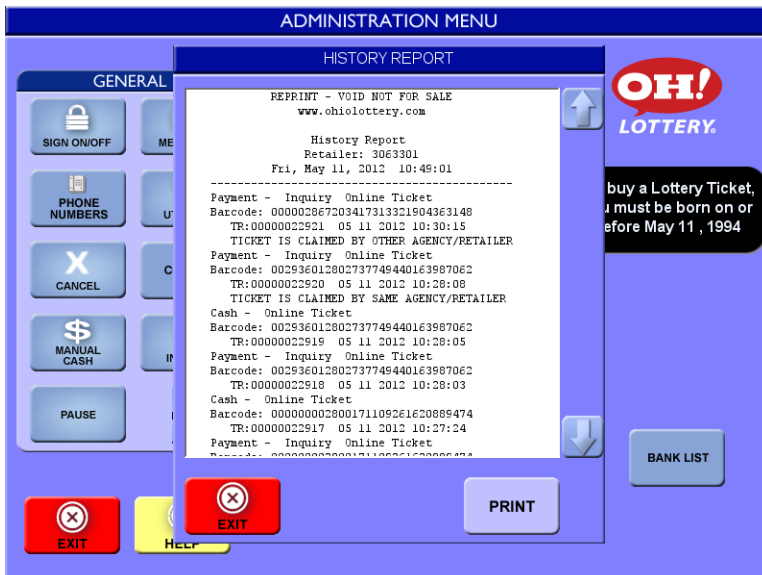 ADMINISTRATION MENU
HISTORY REPORT
GENERAL
SIGN ON/OFF
PHONE
NUMBERS
CANCEL
MANUAL
CASH
PAUSE
REPRINT - VOID NOT FOR SALE
www.ohiolottery.com
History Report
Retailer: 3063301
Fri, May 11, 2012 10:49:01
------------------------------------------------
Payment - Inquiry Online Ticket
Barcode: 000002867203417313321904363148
TR:00000022921 05 11 2012 10:30:15
TICKET IS CLAIMED BY OTHER AGENCY/RETAILER
Payment - Inquiry Online Ticket
Barcode: 002936012802737749440163987062
TR:00000022920 05 11 2012 10:28:08
TICKET IS CLAIMED BY SAME AGENCY/RETAILER
Cash - Online Ticket
Barcode: 002936012802737749440163987062
TR:00000022919 05 11 2012 10:28:05
Payment - Inquiry Online Ticket
Barcode: 002936012802737749440163987062
TR:00000022918 05 11 2012 10:28:03
Cash - Online Ticket
Barcode: 000000002800171109261620889474
TR:00000022917 05 11 2012 10:27:24
Payment - Inquiry Online Ticket
EXIT
PRINT
OH!
LOTTERY.
buy a Lottery Ticket,
must be born on or
efore May 11 , 1994
BANK LIST
EXIT
HELP